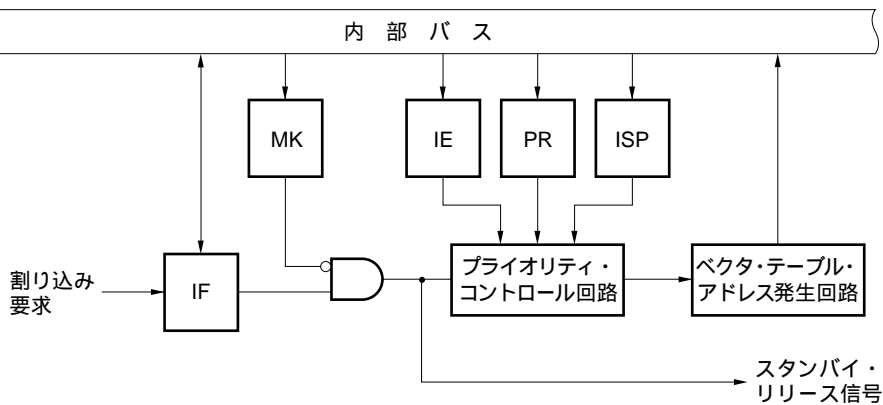 内部バス
MK
IE
PR
ISP
割り込み
要求
IF
プライオリティ・
コントロール回路
ベクタ・テーブル・
アドレス発生回路
スタンバイ・
リリース信号